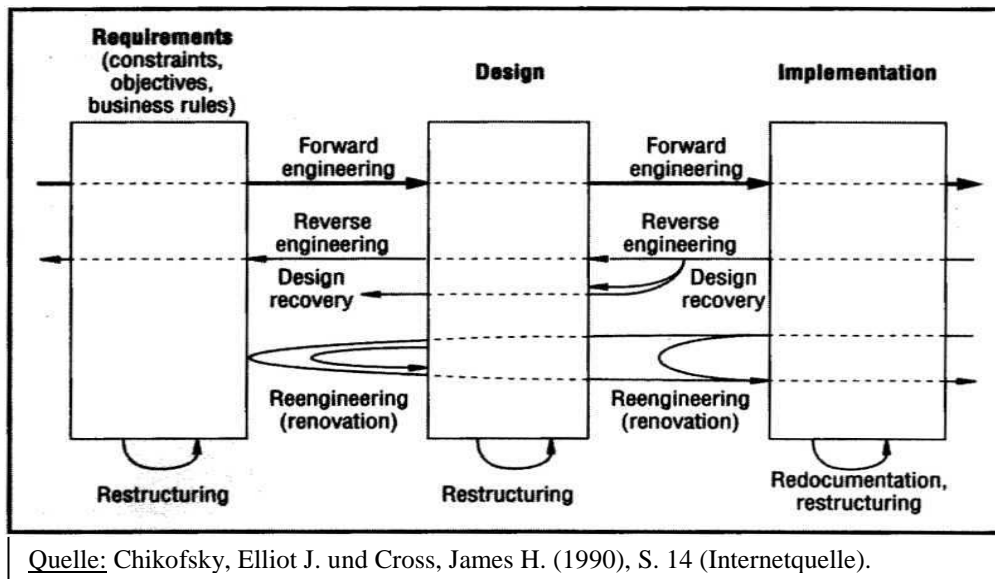 Requirements
(constraints,
objectives,
business rules)
Design
Implementation
Forward
engineering
Forward
engineering
Reverse
engineering
Reverse
engineering
Design
recovery
Design
recovery
Reengineering
(renovation)
Reengineering
(renovation)
Restructuring
Restructuring
Redocumentation,
restructuring
Quelle: Chikofsky, Elliot J. und Cross, James H. (1990), S. 14 (Internetquelle).